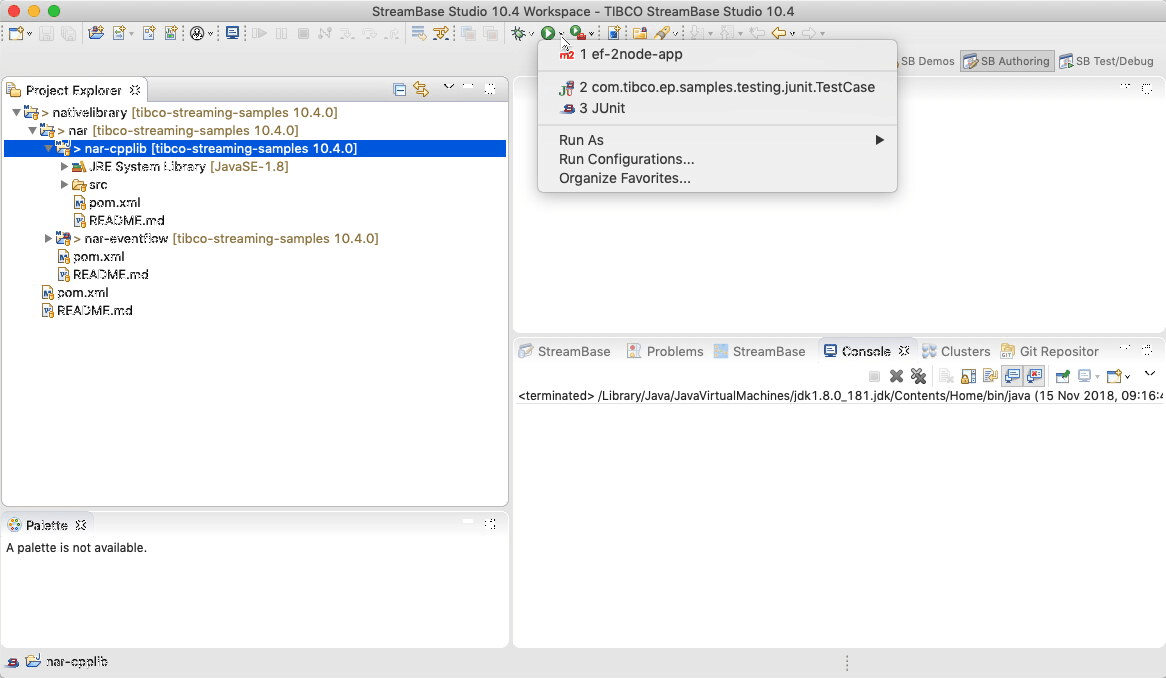 StreamBase Studio 10.4 Workspace - TIBCO StreamBase Studio 10.4
1 ef-2node-app
2 com.tibco.ep.samples.testing.junit.TestCase
3 JUnit
Run As
Run Configurations...
Organize Favorites...
SB Demos
SB Authoring
SB Test/Debug
Project Explorer
> nativelibrary [tibco-streaming-samples 10.4.0]
> nar [tibco-streaming-samples 10.4.0]
> nar-cpplib [tibco-streaming-samples 10.4.0]
JRE System Library [JavaSE-1.8]
src
pom.xml
README.md
> nar-eventflow [tibco-streaming-samples 10.4.0]
pom.xml
README.md
pom.xml
README.md
StreamBase
Problems
StreamBase
Console
Clusters
Git Repositor
<terminated> /Library/Java/JavaVirtualMachines/jdk1.8.0_181.jdk/Contents/Home/bin/java (15 Nov 2018, 09:16:4
Palette
A palette is not available.
nar-cpplib